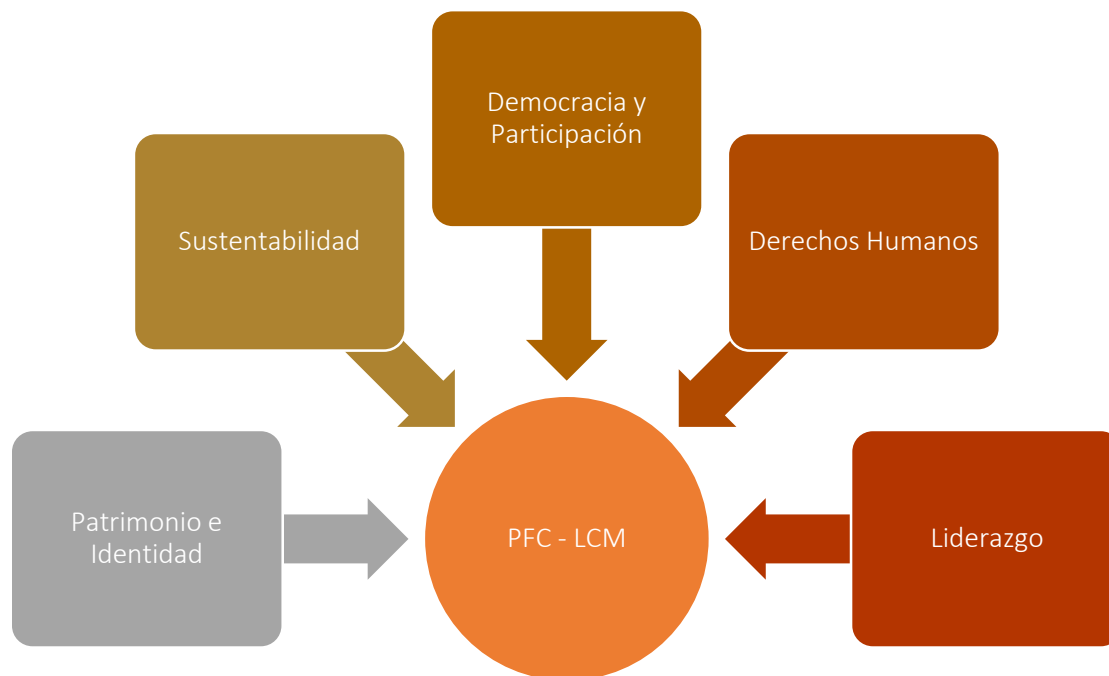 Democracia y
Participación
Sustentabilidad
Derechos Humanos
Patrimonio e
Identidad
PFC - LCM
Liderazgo